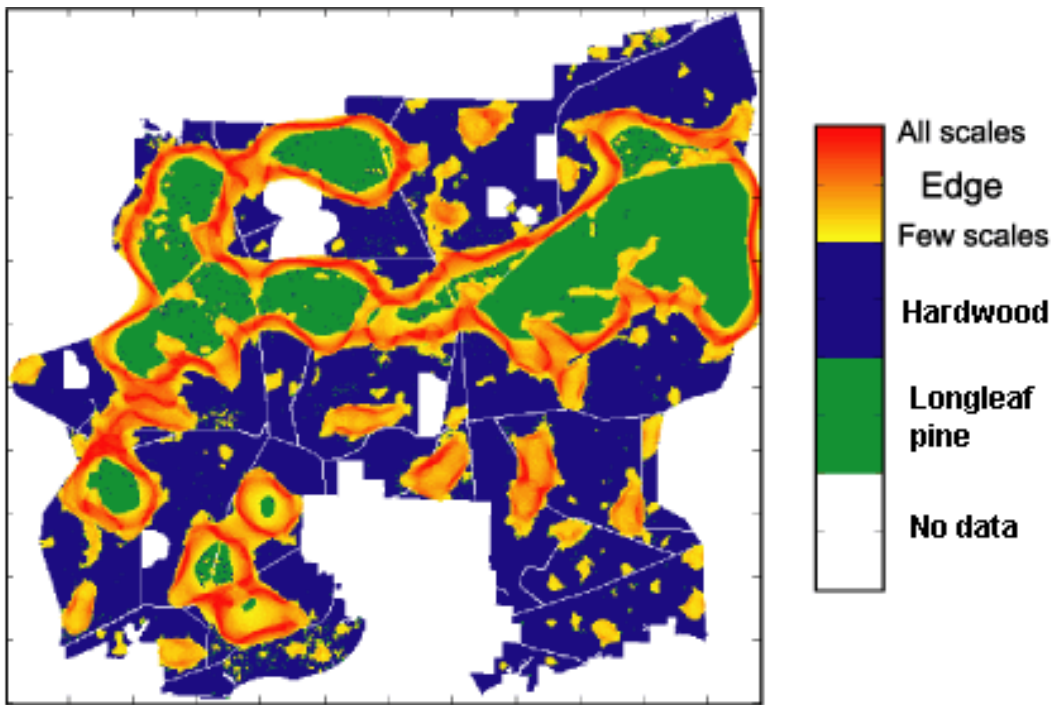 All scales
Edge
Few scales
Hardwood
Longleaf
pine
No data